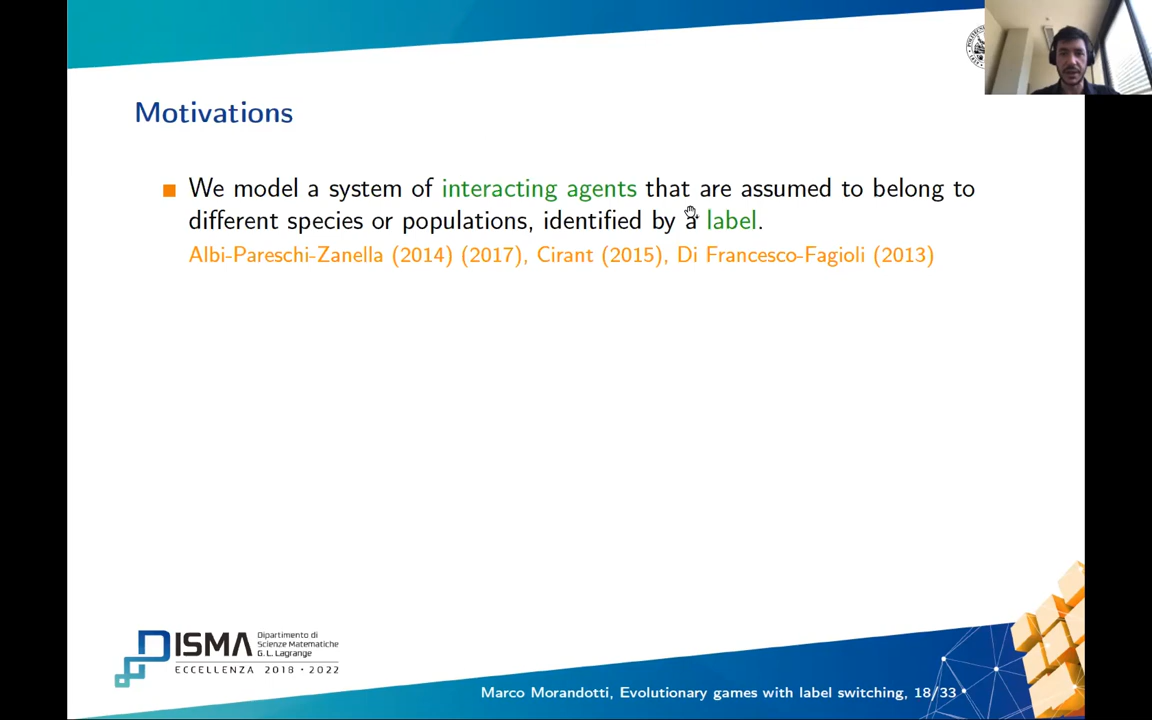 Motivations
We model a system of interacting agents that are assumed to belong to
different species or populations, identified by a label.
Albi-Pareschi-Zanella (2014) (2017), Cirant (2015), Di Francesco-Fagioli (2013)
DISMA
Dipartimento di
Scienze Matematiche
G. L. Lagrange
ECCELLENZA 2018 · 2022
Marco Morandotti, Evolutionary games with label switching, 18/33